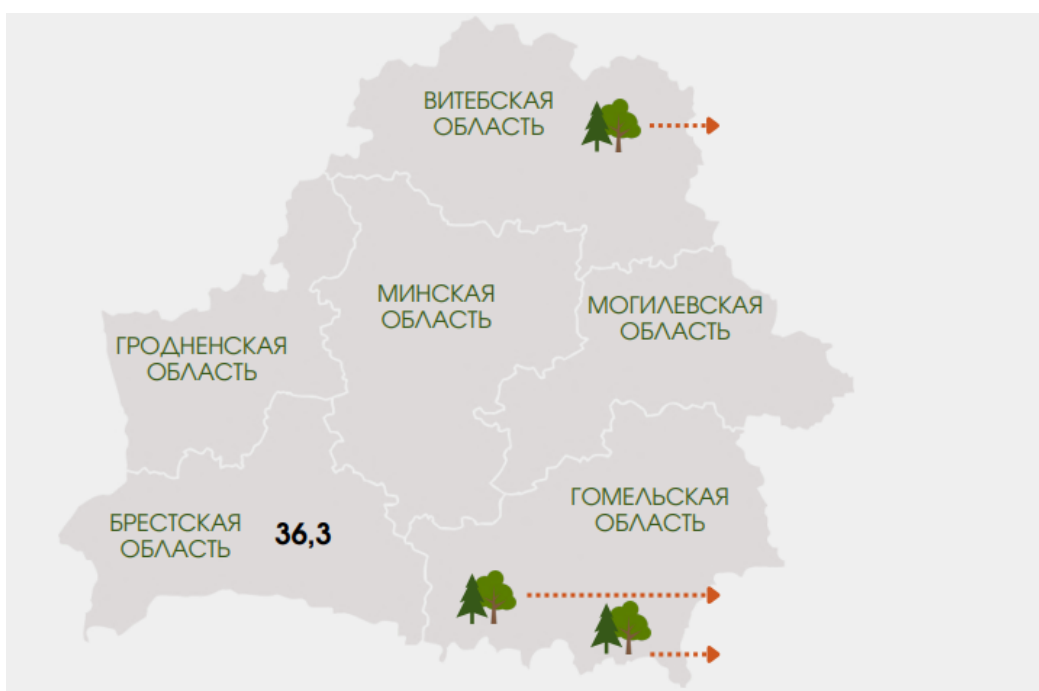 ВИТЕБСКАЯ
ОБЛАСТЬ
МИНСКАЯ
ОБЛАСТЬ
МОГИЛЕВСКАЯ
ОБЛАСТЬ
ГРОДНЕНСКАЯ
ОБЛАСТЬ
ГОМЕЛЬСКАЯ
ОБЛАСТЬ
БРЕСТСКАЯ
ОБЛАСТЬ
36,3